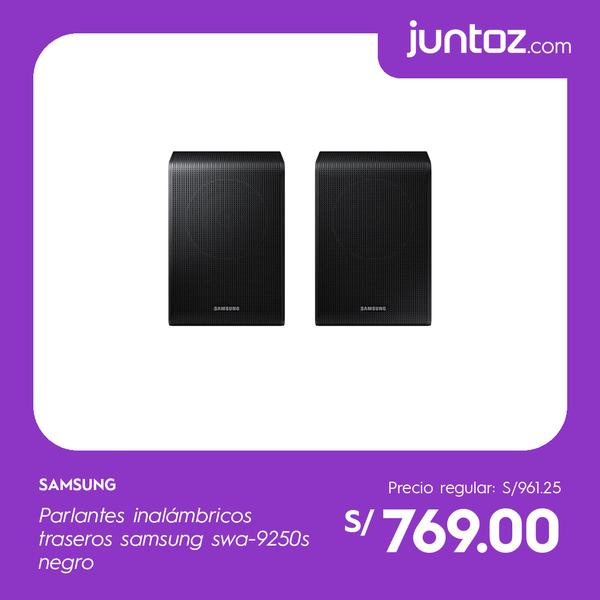 juntoz.com
SAMSUNG SAMSUNG
SAMSUNG
Parlantes inalámbricos
traseros samsung swa-9250s
negro
Precio regular: S/961.25
S/ 769.00